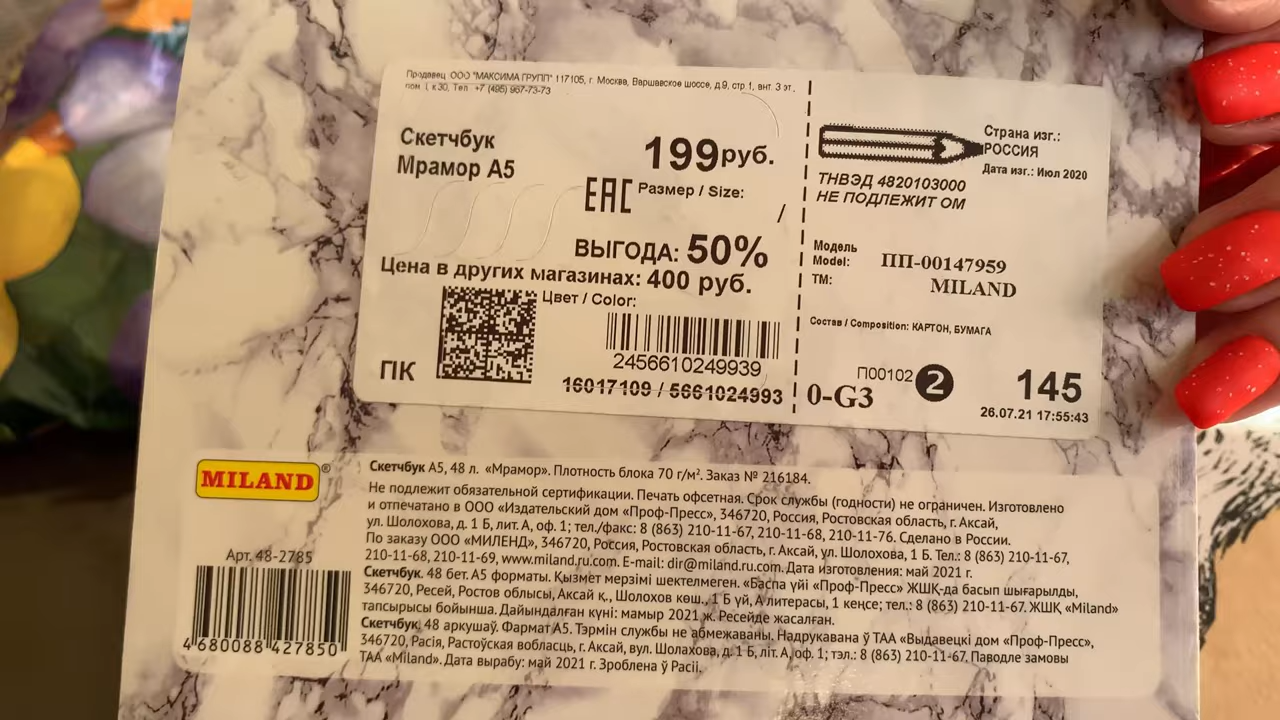 Продавец ООО "МАКСИМА ГРУПП" 117105, г. Москва, Варшавское шоссе, д.9, стр.1, внт. 3 эт.,
пом. I, к30, Тел. +7 (495) 967-73-73
Скетчбук
Мрамор А5
199руб.
EAC Размер / Size:
/
ВЫГОДА: 50%
Цена в других магазинах: 400 руб.
Цвет / Color:
2456610249939
ПК
16017109 / 5661024993
Страна изг.:
РОССИЯ
Дата изг.: Июл 2020
ТНВЭД 4820103000
НЕ ПОДЛЕЖИТ ОМ
Модель
Model: ПП-00147959
ТМ: MILAND
Состав / Composition: КАРТОН, БУМАГА
П00102 2
0-G3
145
26.07.21 17:55:43
MILAND®
Арт. 48-2785
4 680088 427850
Скетчбук А5, 48 л. «Мрамор». Плотность блока 70 г/м². Заказ № 216184.
Не подлежит обязательной сертификации. Печать офсетная. Срок службы (годности) не ограничен. Изготовлено
и отпечатано в ООО «Издательский дом «Проф-Пресс», 346720, Россия, Ростовская область, г. Аксай,
ул. Шолохова, д. 1 Б, лит. А, оф. 1; тел./факс: 8 (863) 210-11-67, 210-11-68, 210-11-76. Сделано в России.
По заказу ООО «МИЛЕНД», 346720, Россия, Ростовская область, г. Аксай, ул. Шолохова, 1 Б. Тел.: 8 (863) 210-11-67,
210-11-68, 210-11-69, www.miland.ru.com. E-mail: dir@miland.ru.com. Дата изготовления: май 2021 г.
Скетчбук. 48 бет. А5 форматы. Қызмет мерзімі шектелмеген. «Баспа үйі «Проф-Пресс» ЖШҚ-да басып шығарылды,
346720, Ресей, Ростов облысы, Аксай қ., Шолохов көш., 1 Б үй, А литерасы, 1 кеңсе; тел.: 8 (863) 210-11-67. ЖШҚ «Miland»
тапсырысы бойынша. Дайындалған күні: мамыр 2021 ж. Ресейде жасалған.
Скетчбук. 48 аркушаў. Фармат А5. Тэрмін службы не абмежаваны. Надрукавана ў ТАА «Выдавецкі дом «Проф-Пресс»,
346720, Расія, Растоўская вобласць, г. Аксай, вул. Шолохава, д. 1 Б, літ. А, оф. 1; тэл.: 8 (863) 210-11-67. Паводле замовы
ТАА «Miland». Дата вырабу: май 2021 г. Зроблена ў Расіі.